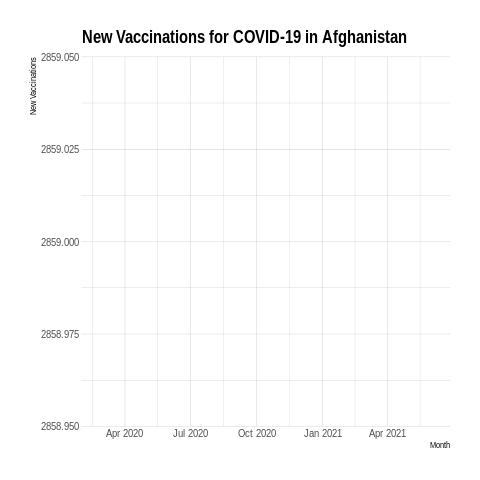 New Vaccinations for COVID-19 in Afghanistan
New Vaccinations
2859.050
2859.025
2859.000
2858.975
2858.950
Apr 2020 Jul 2020 Oct 2020 Jan 2021 Apr 2021
Month